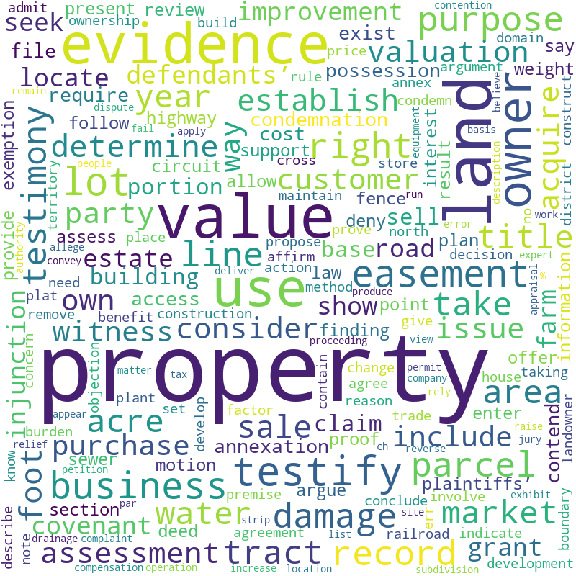 admit present review improvement contention domain purpose
ownership build exist price argument say
seek evidence valuation
file defendants' rule possession annex weight
locate require year establish condemn
remain highway condemnation
exemption follow cost support cross store interest
determine way right land owner acquire
dispute fail apply circuit result believe basis construct
testimony lot people portion allow customer fence district
territory party value maintain run equipment description
deny sell title no work
assess place propose prove north error
provide estate line base road plan decision expert
authority allege convey need building affirm action law method easement
plat access deliver show point appraisal information
own use produce take farm
remove benefit construction finding give
injunction witness consider proceeding issue offer taking
concern property view
objection matter tax contain change permit house
acre plant set agree company area landowner
appear factor reason rely enter contend
burden develop sale claim trade raise
know purchase annexation proof ch reverse include jury
relief sewer motion premise argue plaintiffs'
petition testify parcel
foot business conclude involve exhibit
describe section water par damage site market boundary
covenant deed agreement list railroad err indicate
note drainage complaint strip grant development
assessment tract record
compensation operation increase location subdivision